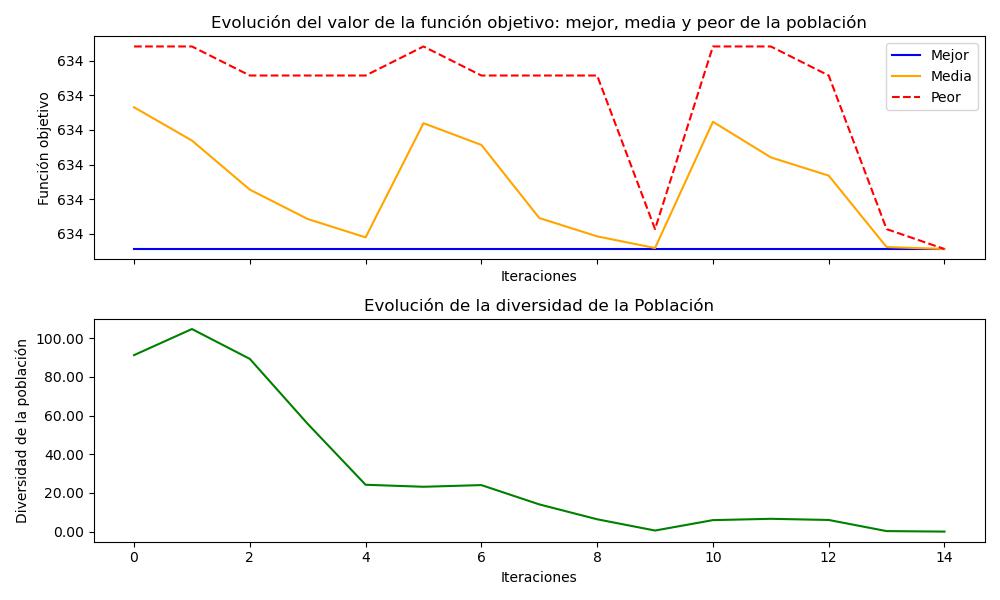 Evolución del valor de la función objetivo: mejor, media y peor de la población
Función objetivo
634
634
634
634
634
634
Mejor
Media
Peor
Iteraciones
Evolución de la diversidad de la Población
Diversidad de la población
100.00
80.00
60.00
40.00
20.00
0.00
0 2 4 6 8 10 12 14
Iteraciones